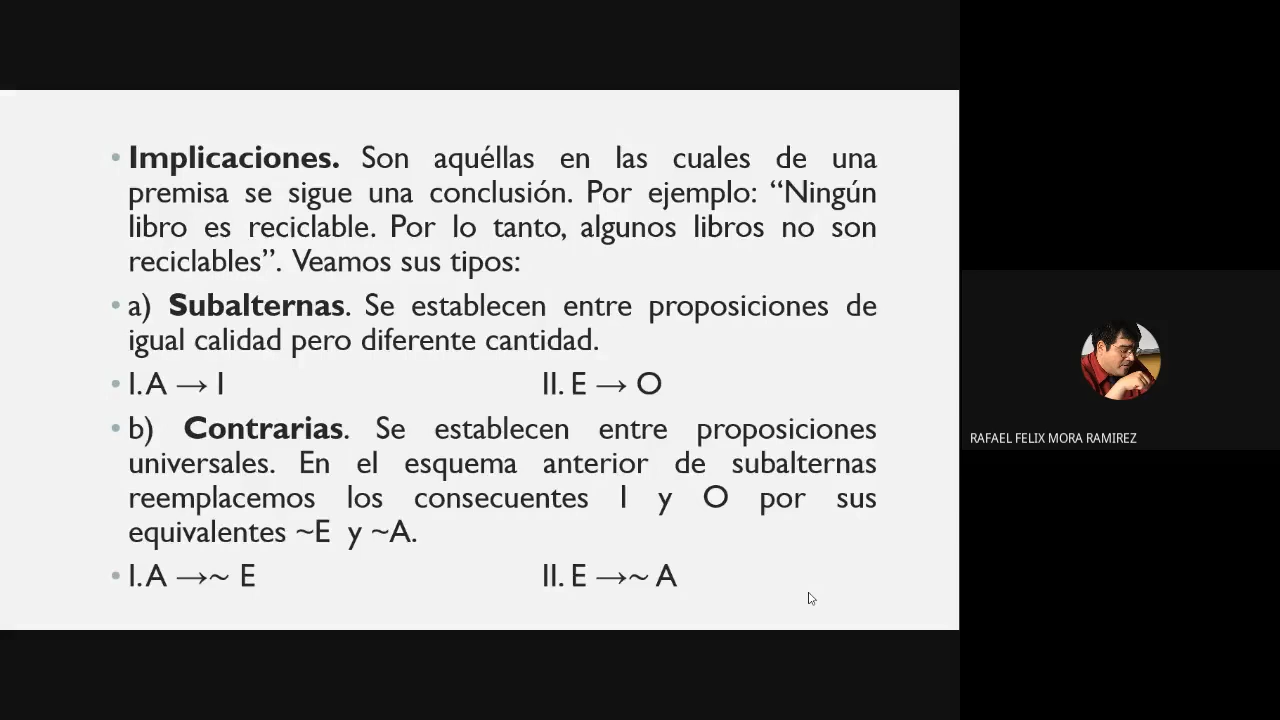 • Implicaciones. Son aquéllas en las cuales de una
premisa se sigue una conclusión. Por ejemplo: “Ningún
libro es reciclable. Por lo tanto, algunos libros no son
reciclables”. Veamos sus tipos:
• a) Subalternas. Se establecen entre proposiciones de
igual calidad pero diferente cantidad.
• I. A → I II. E → O
• b) Contrarias. Se establecen entre proposiciones
universales. En el esquema anterior de subalternas
reemplacemos los consecuentes I y O por sus
equivalentes ~E y ~A.
• I. A →~ E II. E →~ A
RAFAEL FELIX MORA RAMIREZ